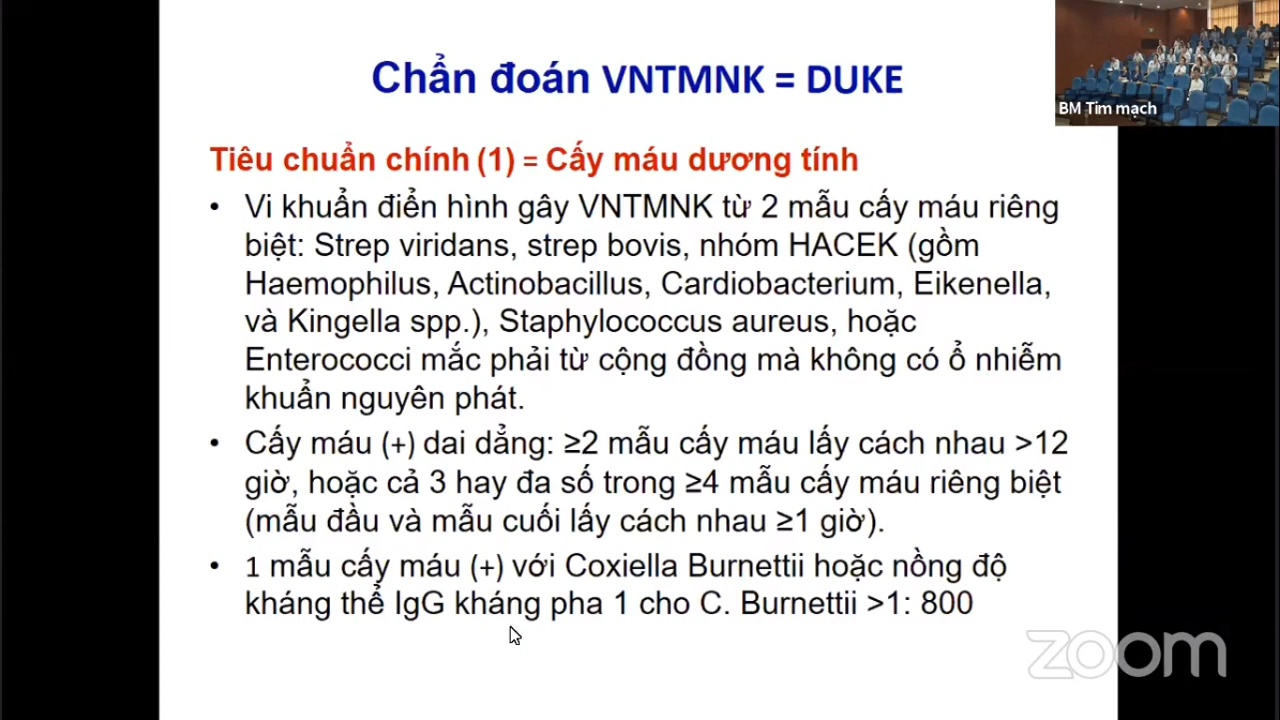 Chẩn đoán VNTMNK = DUKE
BM Tim mạch
Tiêu chuẩn chính (1) = Cấy máu dương tính
• Vi khuẩn điển hình gây VNTMNK từ 2 mẫu cấy máu riêng
biệt: Strep viridans, strep bovis, nhóm HACEK (gồm
Haemophilus, Actinobacillus, Cardiobacterium, Eikenella,
và Kingella spp.), Staphylococcus aureus, hoặc
Enterococci mắc phải từ cộng đồng mà không có ổ nhiễm
khuẩn nguyên phát.
• Cấy máu (+) dai dẳng: ≥2 mẫu cấy máu lấy cách nhau >12
giờ, hoặc cả 3 hay đa số trong ≥4 mẫu cấy máu riêng biệt
(mẫu đầu và mẫu cuối lấy cách nhau ≥1 giờ).
• 1 mẫu cấy máu (+) với Coxiella Burnettii hoặc nồng độ
kháng thể IgG kháng pha 1 cho C. Burnettii >1: 800
zoom